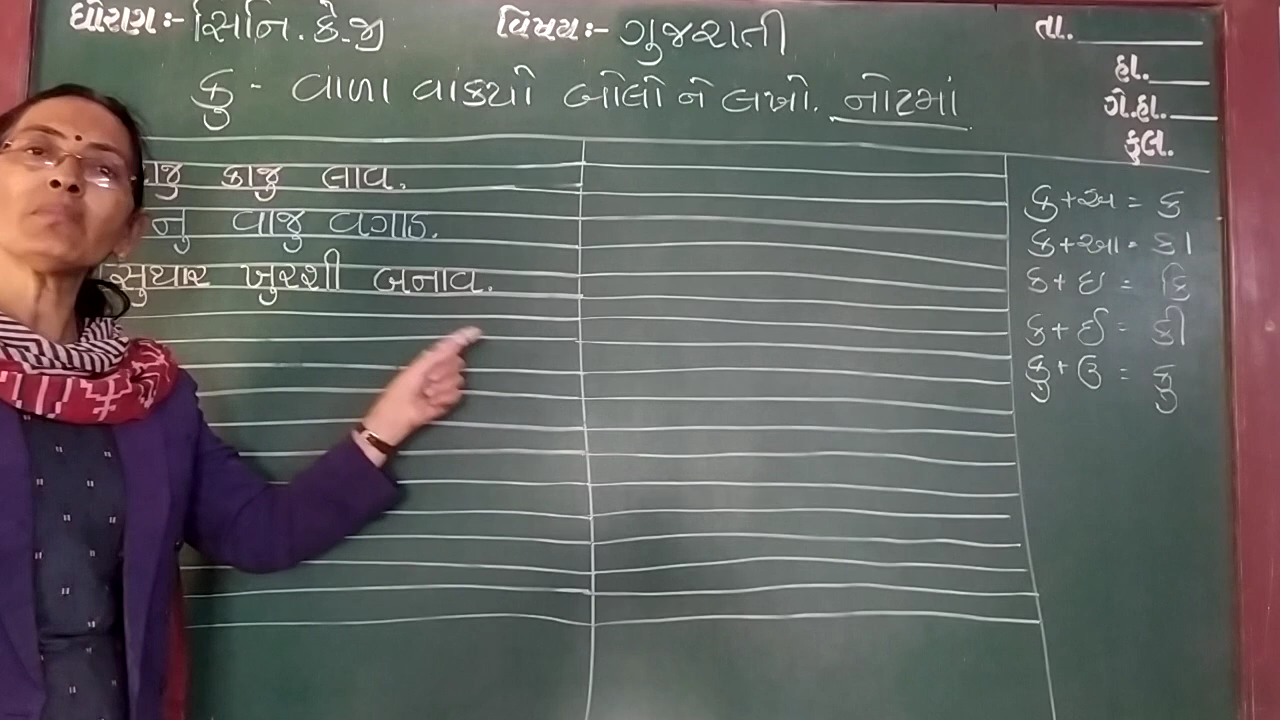 ધોરણ:- સિનિ. કે.જી
વિષય:- ગુજરાતી
તા.
હા.
ગે.હા.
કુલ.
કુ - વાળા વાક્યો બોલો ને લખો. નોટમાં
કાજુ લાવ.
વાજુ વગાડ.
સુથાર ખુરશી બનાવ.
ક્+અ = ક
ક્+આ = કા
ક+ઇ = કિ
ક+ઈ = કી
ક્+ઉ = કુ